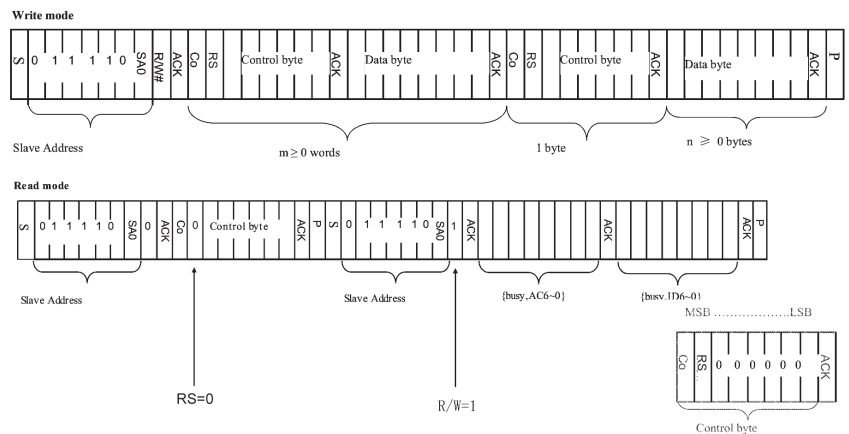 Write mode
S 0 1 1 1 1 0 SA0 R/W# ACK Co RS Control byte ACK Data byte ACK Co RS Control byte ACK Data byte ACK P
Slave Address
m ≥ 0 words
1 byte
n ≥ 0 bytes
Read mode
S 0 1 1 1 1 0 SA0 0 ACK Co 0 Control byte ACK P S 0 1 1 1 1 0 SA0 1 ACK ACK ACK P
Slave Address
Slave Address
{busy,AC6~0}
{busy,ID6~0}
MSB ...................LSB
Co RS 0 0 0 0 0 0 ACK
Control byte
RS=0
R/W=1